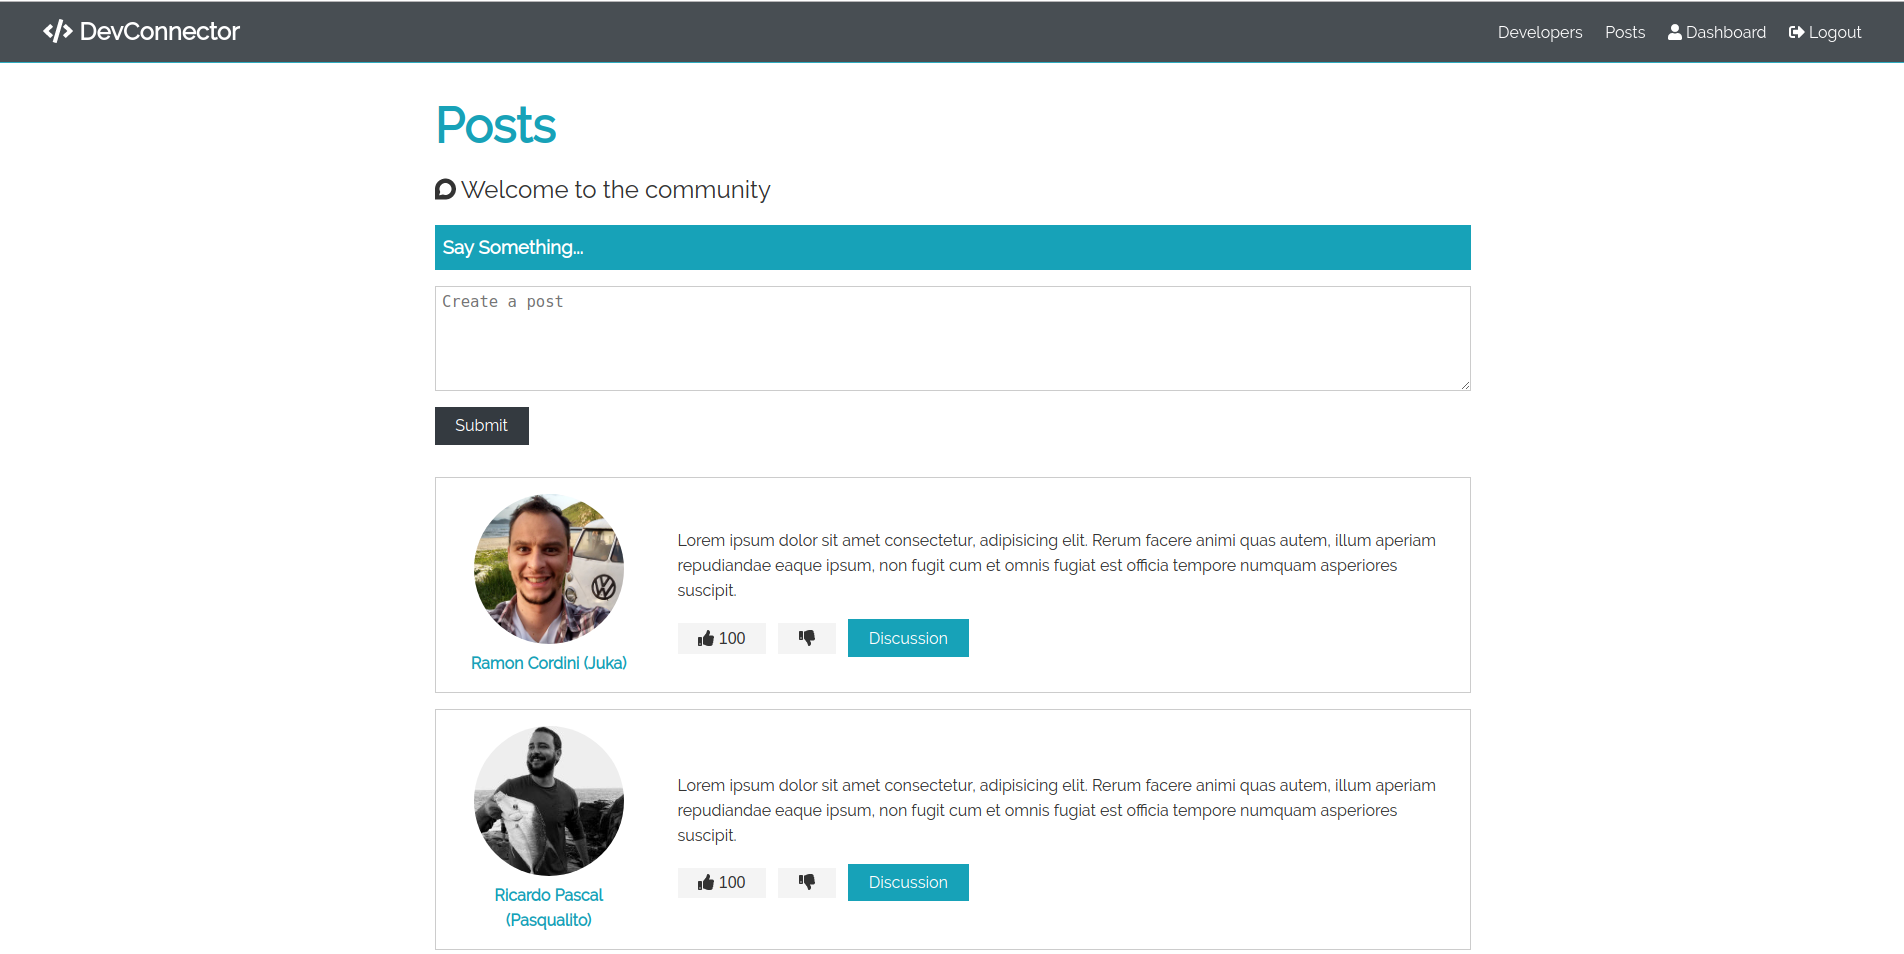 DevConnector
Developers Posts Dashboard Logout
Posts
Welcome to the community
Say Something...
Create a post
Submit
Lorem ipsum dolor sit amet consectetur, adipisicing elit. Rerum facere animi quas autem, illum aperiam
repudiandae eaque ipsum, non fugit cum et omnis fugiat est officia tempore numquam asperiores
suscipit.
100 Discussion
Ramon Cordini (Juka)
Lorem ipsum dolor sit amet consectetur, adipisicing elit. Rerum facere animi quas autem, illum aperiam
repudiandae eaque ipsum, non fugit cum et omnis fugiat est officia tempore numquam asperiores
suscipit.
100 Discussion
Ricardo Pascal
(Pasqualito)